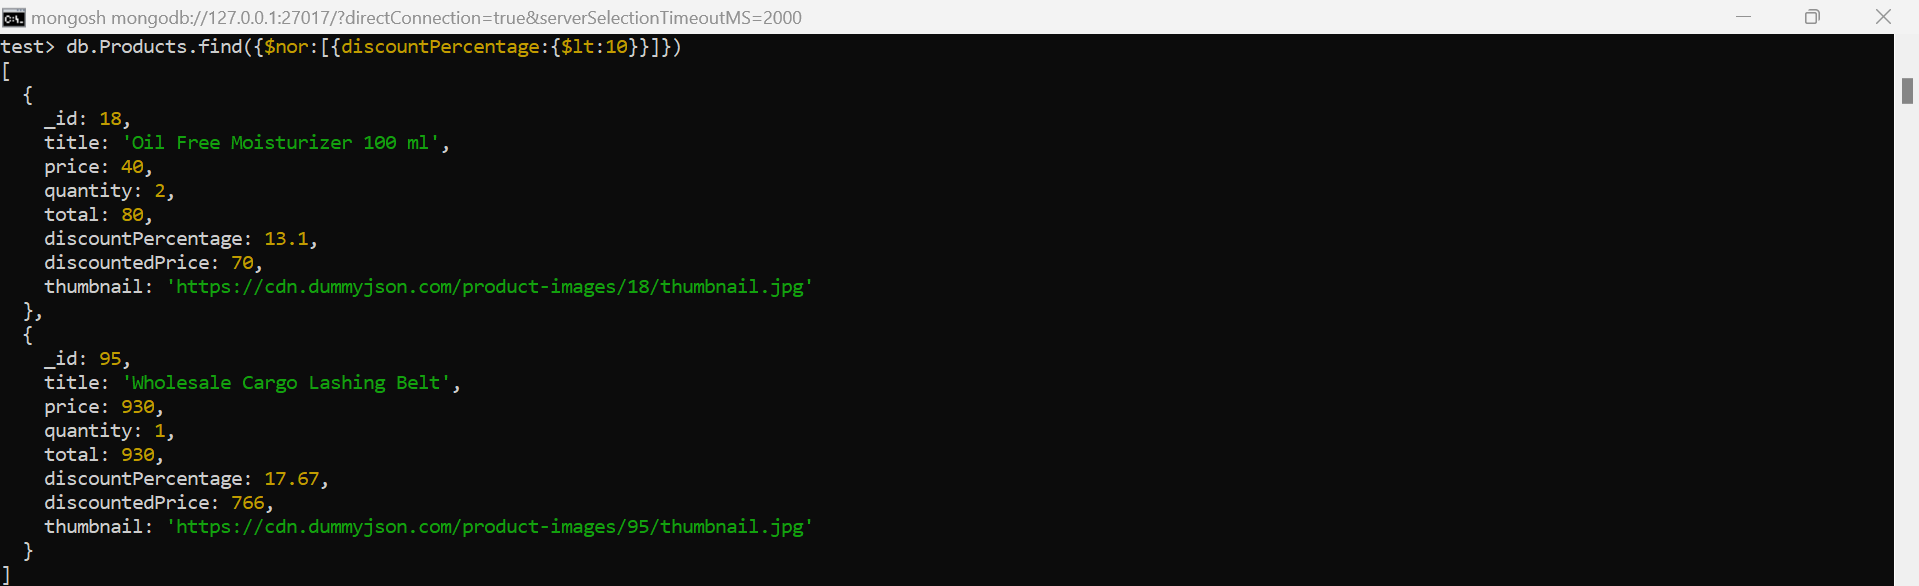 mongosh mongodb://127.0.0.1:27017/?directConnection=true&serverSelectionTimeoutMS=2000
test> db.Products.find({$nor:[{discountPercentage:{$lt:10}}]})
[
  {
    _id: 18,
    title: 'Oil Free Moisturizer 100 ml',
    price: 40,
    quantity: 2,
    total: 80,
    discountPercentage: 13.1,
    discountedPrice: 70,
    thumbnail: 'https://cdn.dummyjson.com/product-images/18/thumbnail.jpg'
  },
  {
    _id: 95,
    title: 'Wholesale Cargo Lashing Belt',
    price: 930,
    quantity: 1,
    total: 930,
    discountPercentage: 17.67,
    discountedPrice: 766,
    thumbnail: 'https://cdn.dummyjson.com/product-images/95/thumbnail.jpg'
  }
]